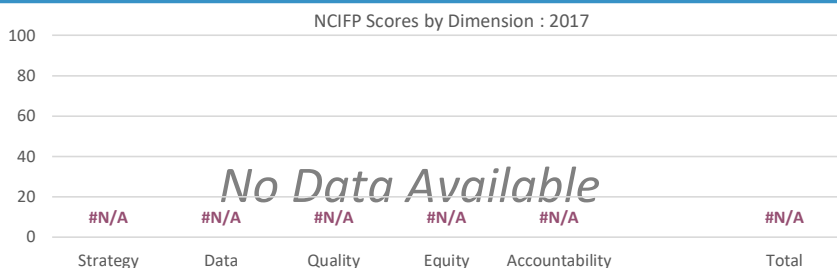 NCIFP Scores by Dimension : 2017
100
80
60
40
20
0
No Data Available
#N/A #N/A #N/A #N/A #N/A #N/A
Strategy Data Quality Equity Accountability Total